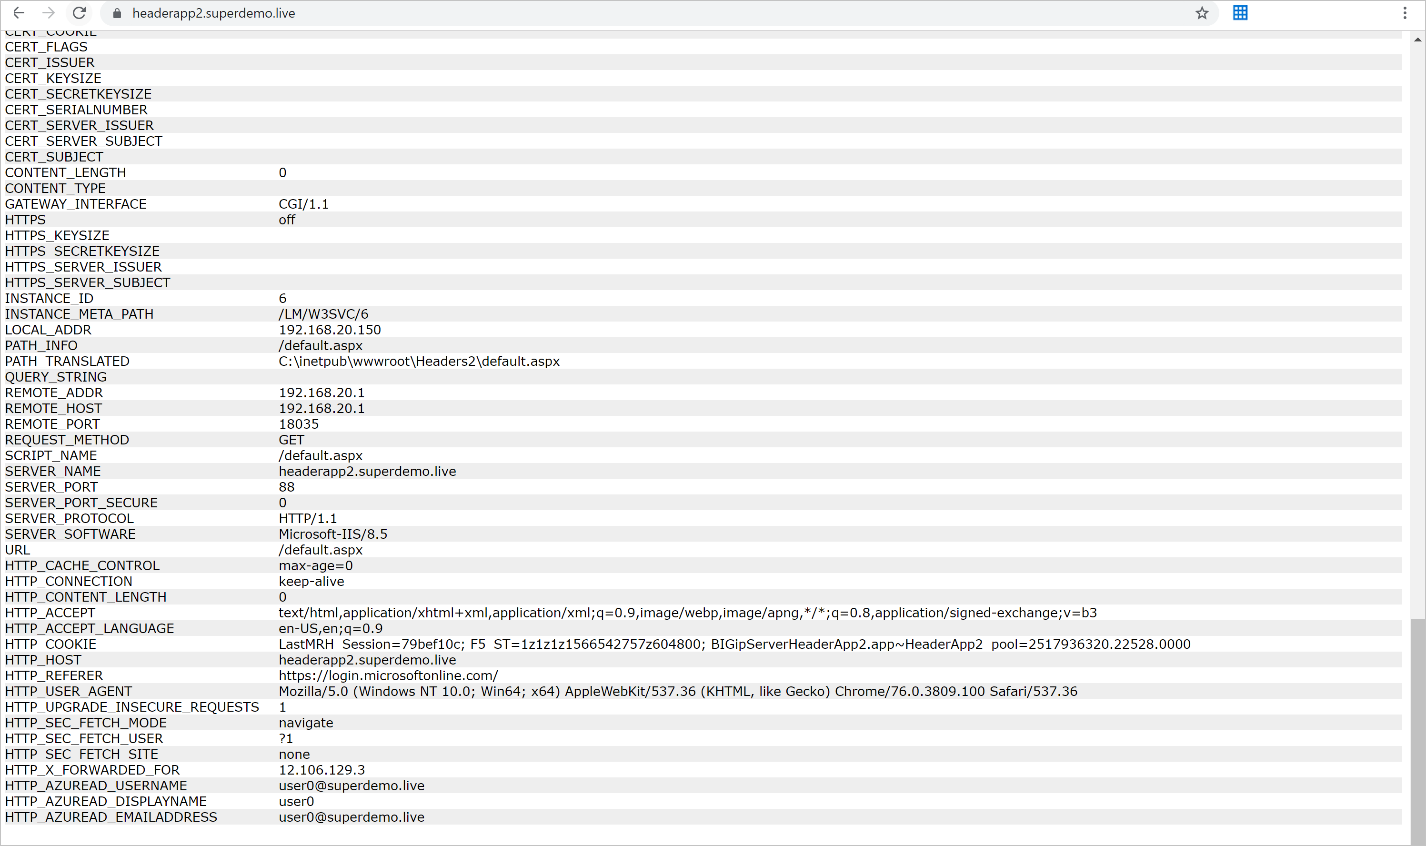 headerapp2.superdemo.live
CERT_COOKIE
CERT_FLAGS
CERT_ISSUER
CERT_KEYSIZE
CERT_SECRETKEYSIZE
CERT_SERIALNUMBER
CERT_SERVER_ISSUER
CERT_SERVER_SUBJECT
CERT_SUBJECT
CONTENT_LENGTH 0
CONTENT_TYPE
GATEWAY_INTERFACE CGI/1.1
HTTPS off
HTTPS_KEYSIZE
HTTPS_SECRETKEYSIZE
HTTPS_SERVER_ISSUER
HTTPS_SERVER_SUBJECT
INSTANCE_ID 6
INSTANCE_META_PATH /LM/W3SVC/6
LOCAL_ADDR 192.168.20.150
PATH_INFO /default.aspx
PATH_TRANSLATED C:\inetpub\wwwroot\Headers2\default.aspx
QUERY_STRING
REMOTE_ADDR 192.168.20.1
REMOTE_HOST 192.168.20.1
REMOTE_PORT 18035
REQUEST_METHOD GET
SCRIPT_NAME /default.aspx
SERVER_NAME headerapp2.superdemo.live
SERVER_PORT 88
SERVER_PORT_SECURE 0
SERVER_PROTOCOL HTTP/1.1
SERVER_SOFTWARE Microsoft-IIS/8.5
URL /default.aspx
HTTP_CACHE_CONTROL max-age=0
HTTP_CONNECTION keep-alive
HTTP_CONTENT_LENGTH 0
HTTP_ACCEPT text/html,application/xhtml+xml,application/xml;q=0.9,image/webp,image/apng,*/*;q=0.8,application/signed-exchange;v=b3
HTTP_ACCEPT_LANGUAGE en-US,en;q=0.9
HTTP_COOKIE LastMRH_Session=79bef10c; F5_ST=1z1z1z1566542757z604800; BIGipServerHeaderApp2.app~HeaderApp2_pool=2517936320.22528.0000
HTTP_HOST headerapp2.superdemo.live
HTTP_REFERER https://login.microsoftonline.com/
HTTP_USER_AGENT Mozilla/5.0 (Windows NT 10.0; Win64; x64) AppleWebKit/537.36 (KHTML, like Gecko) Chrome/76.0.3809.100 Safari/537.36
HTTP_UPGRADE_INSECURE_REQUESTS 1
HTTP_SEC_FETCH_MODE navigate
HTTP_SEC_FETCH_USER ?1
HTTP_SEC_FETCH_SITE none
HTTP_X_FORWARDED_FOR 12.106.129.3
HTTP_AZUREAD_USERNAME user0@superdemo.live
HTTP_AZUREAD_DISPLAYNAME user0
HTTP_AZUREAD_EMAILADDRESS user0@superdemo.live